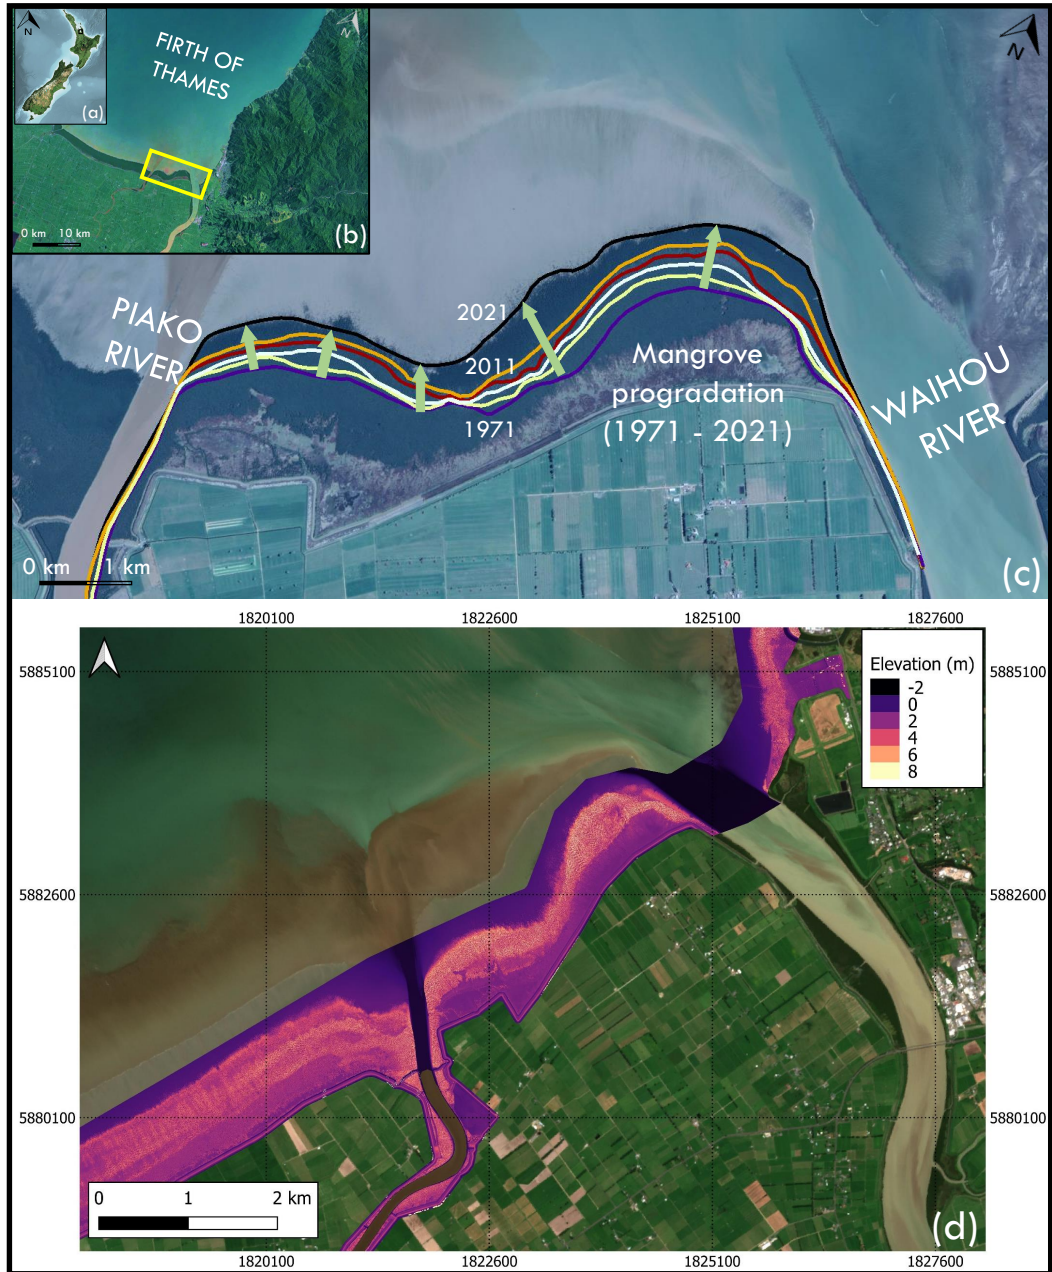 N
(a)
FIRTH OF
THAMES
N
0 km 10 km
(b)
N
PIAKO
RIVER
2021
2011
1971
Mangrove
progradation
(1971 - 2021)
WAIHOU
RIVER
0 km 1 km
(c)
1820100 1822600 1825100 1827600
5885100 5885100
Elevation (m)
-2
0
2
4
6
8
5882600 5882600
5880100 5880100
0 1 2 km
(d)
1820100 1822600 1825100 1827600